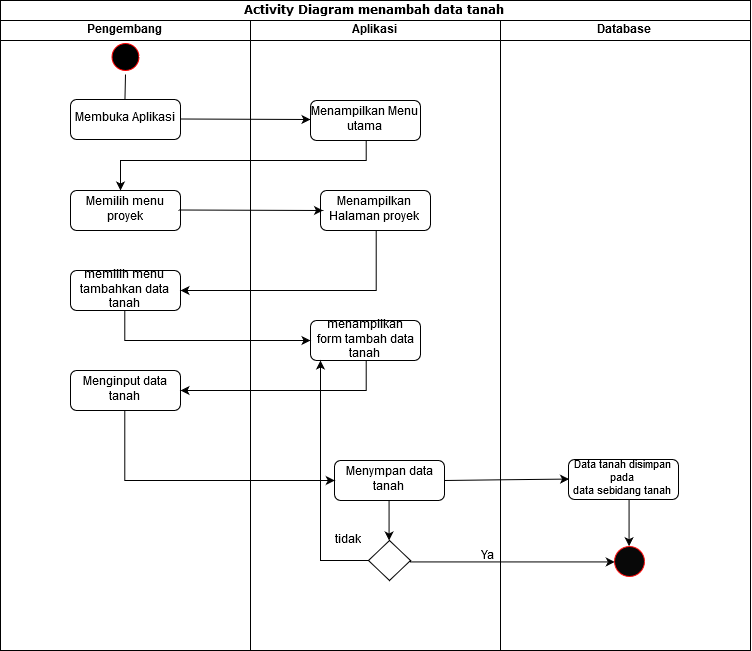 Activity Diagram menambah data tanah
Pengembang
Aplikasi
Database
Membuka Aplikasi
Menampilkan Menu
utama
Memilih menu
proyek
Menampilkan
Halaman proyek
memilih menu
tambahkan data
tanah
menampilkan
form tambah data
tanah
Menginput data
tanah
Menympan data
tanah
Data tanah disimpan
pada
data sebidang tanah
tidak
Ya